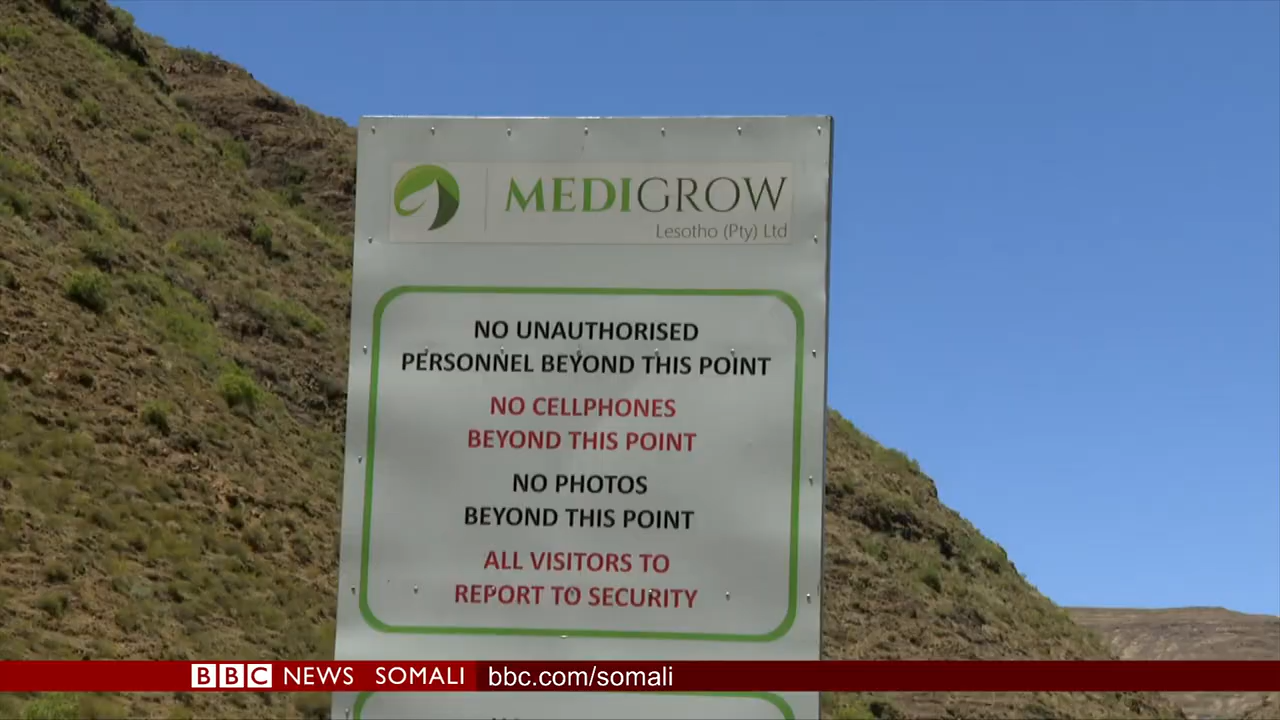 MEDIGROW
Lesotho (Pty) Ltd
NO UNAUTHORISED
PERSONNEL BEYOND THIS POINT
NO CELLPHONES
BEYOND THIS POINT
NO PHOTOS
BEYOND THIS POINT
ALL VISITORS TO
REPORT TO SECURITY
BBC NEWS SOMALI bbc.com/somali